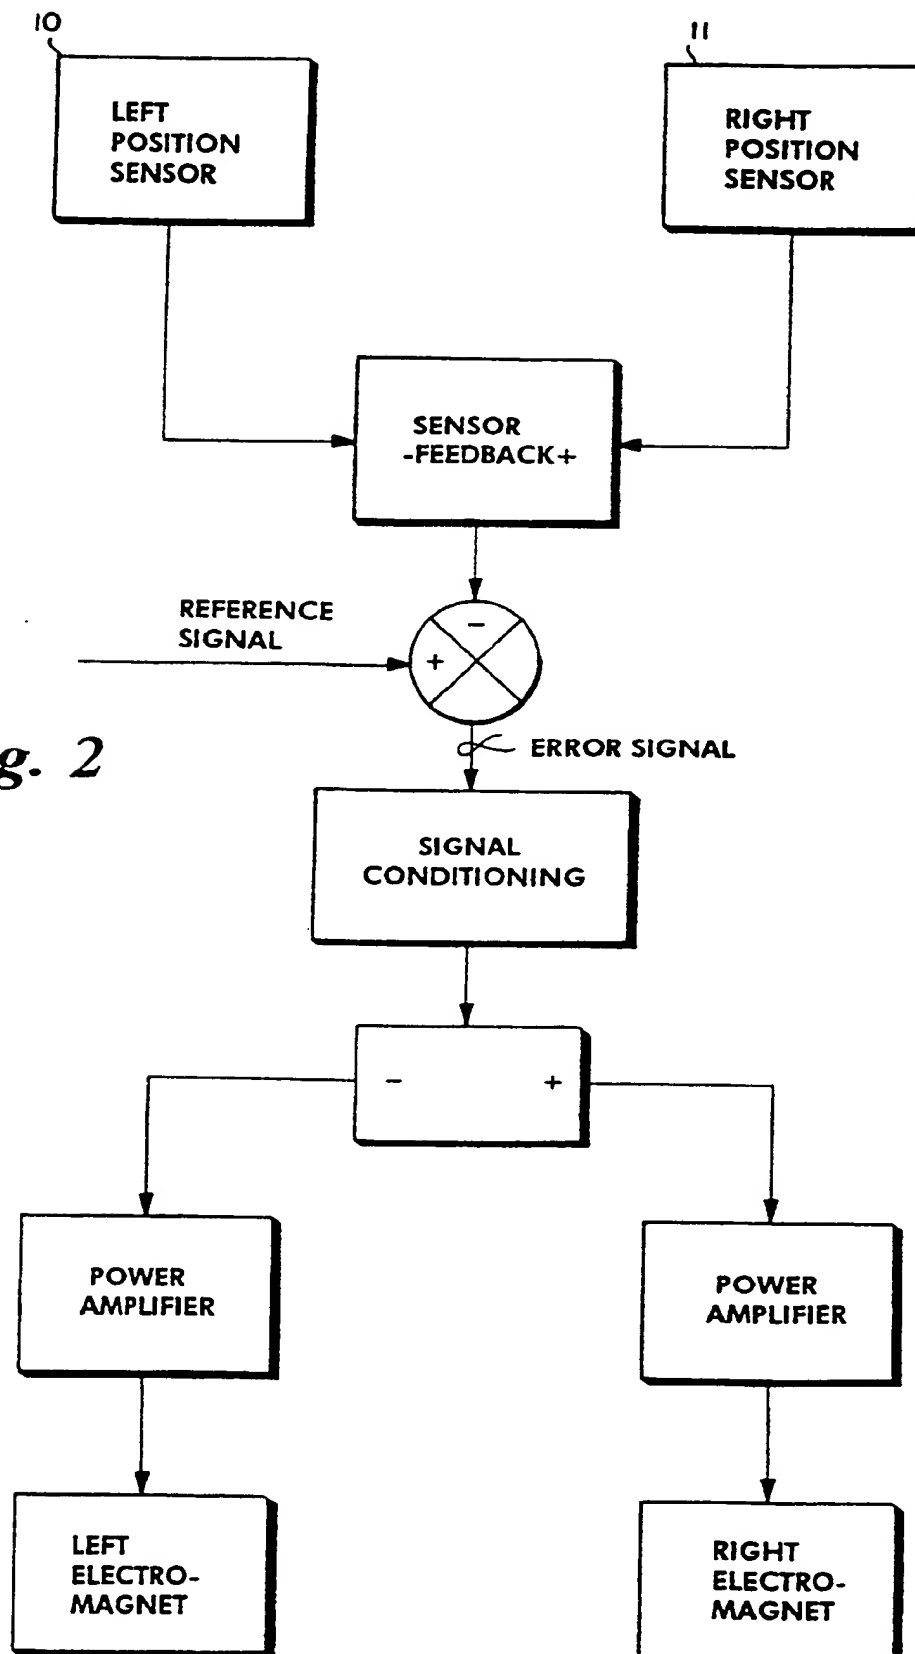 10
11
LEFT
POSITION
SENSOR
RIGHT
POSITION
SENSOR
SENSOR
-FEEDBACK+
REFERENCE
SIGNAL
-
+
g. 2
ERROR SIGNAL
SIGNAL
CONDITIONING
- +
POWER
AMPLIFIER
POWER
AMPLIFIER
LEFT
ELECTRO-
MAGNET
RIGHT
ELECTRO-
MAGNET